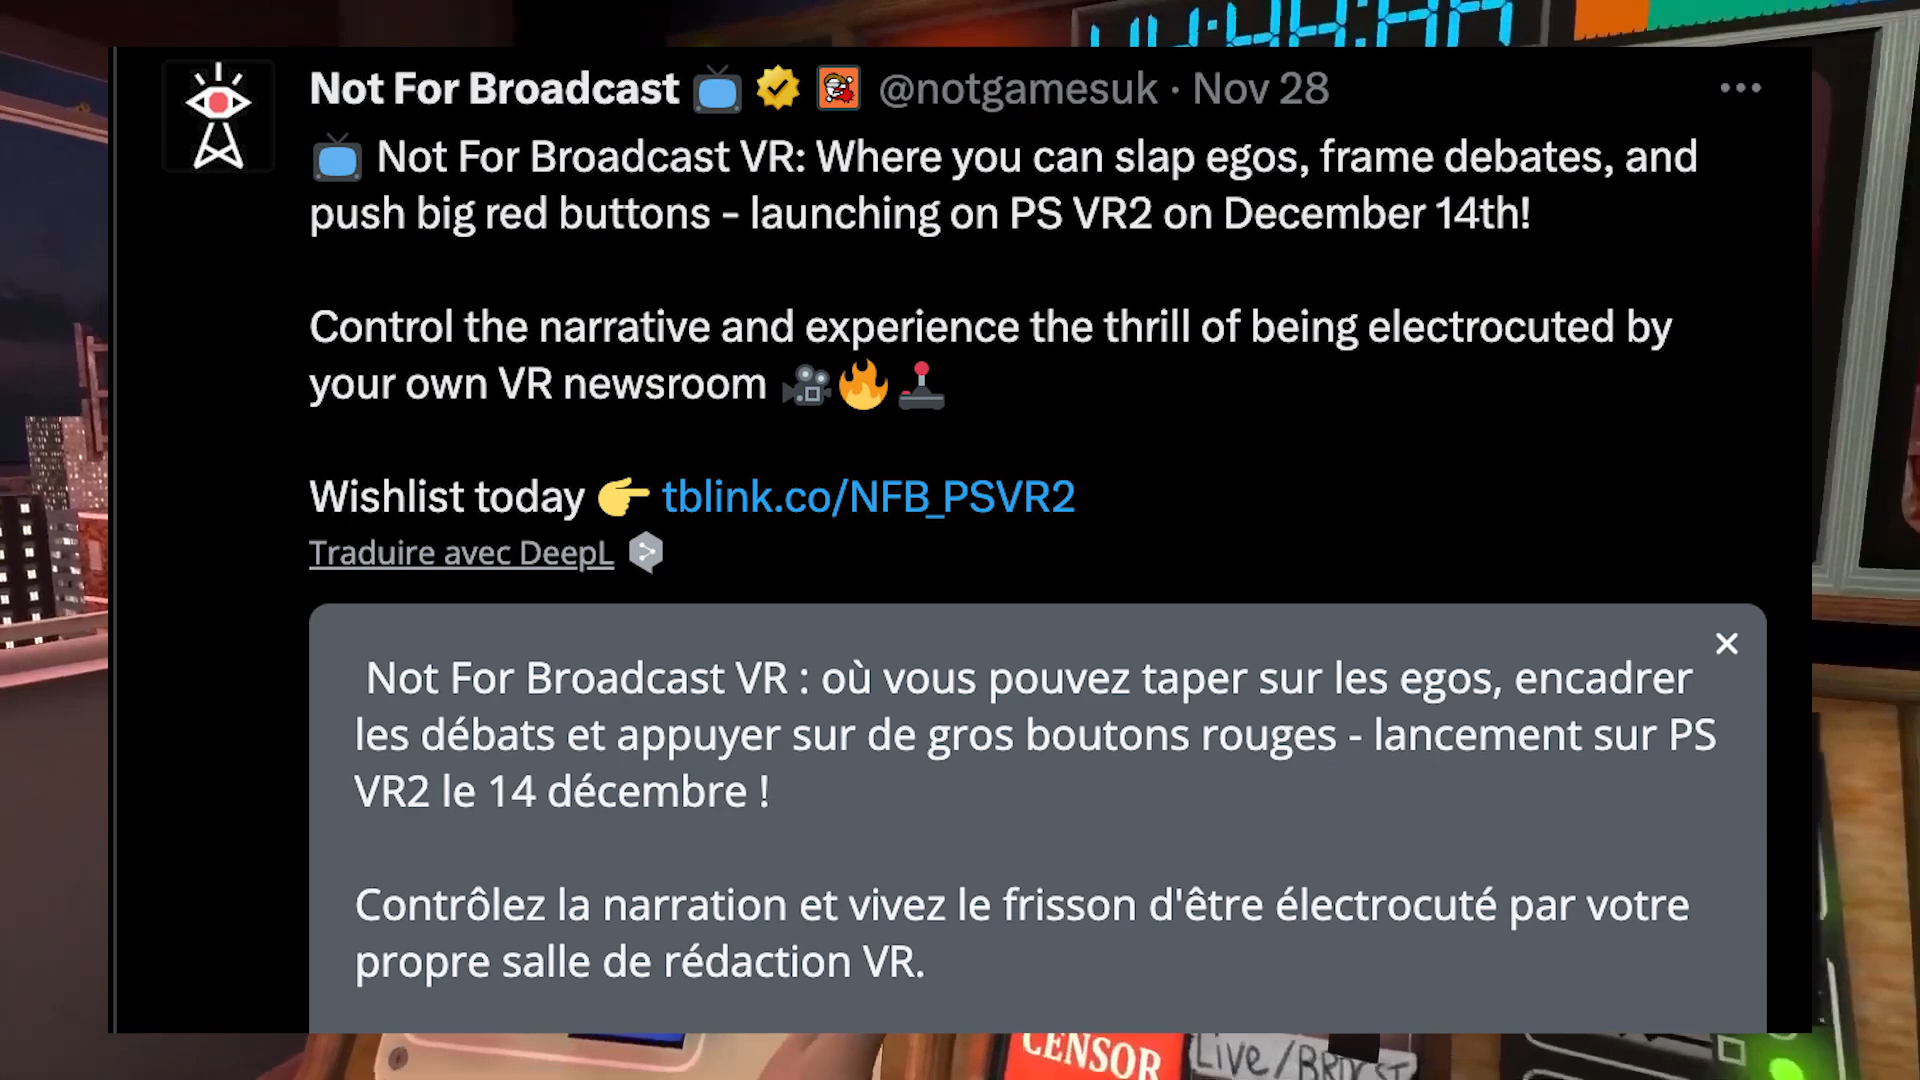 Not For Broadcast @notgamesuk · Nov 28
Not For Broadcast VR: Where you can slap egos, frame debates, and
push big red buttons - launching on PS VR2 on December 14th!
Control the narrative and experience the thrill of being electrocuted by
your own VR newsroom
Wishlist today 👉 tblink.co/NFB_PSVR2
Traduire avec DeepL
Not For Broadcast VR : où vous pouvez taper sur les egos, encadrer
les débats et appuyer sur de gros boutons rouges - lancement sur PS
VR2 le 14 décembre !
Contrôlez la narration et vivez le frisson d'être électrocuté par votre
propre salle de rédaction VR.
CENSOR
Live/BRDCST